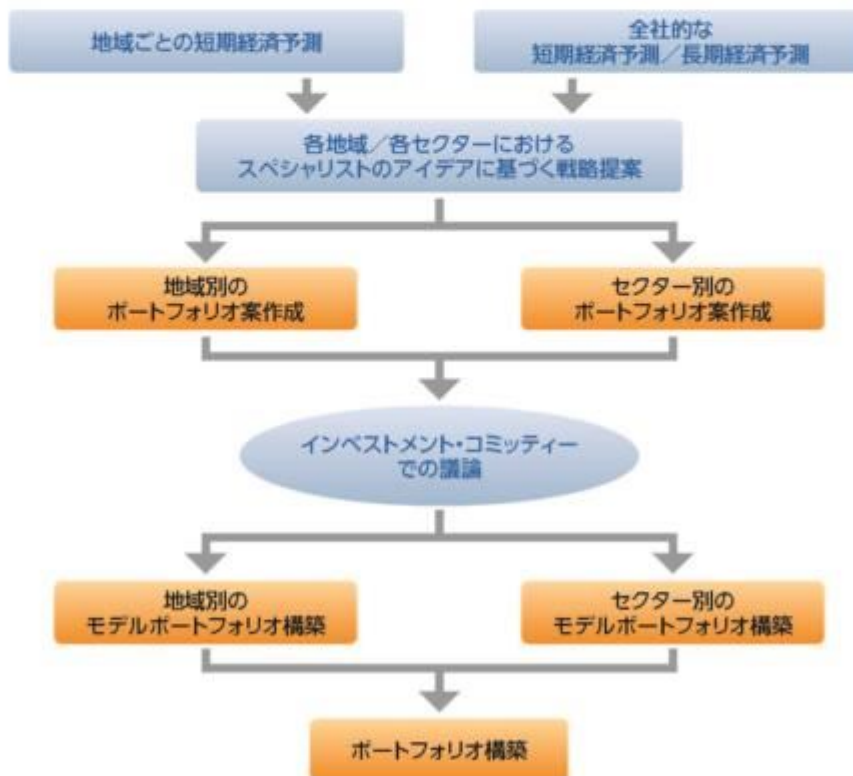 地域ごとの短期経済予測
全社的な
短期経済予測／長期経済予測
各地域／各セクターにおける
スペシャリストのアイデアに基づく戦略提案
地域別の
ポートフォリオ案作成
セクター別の
ポートフォリオ案作成
インベストメント・コミッティー
での議論
地域別の
モデルポートフォリオ構築
セクター別の
モデルポートフォリオ構築
ポートフォリオ構築